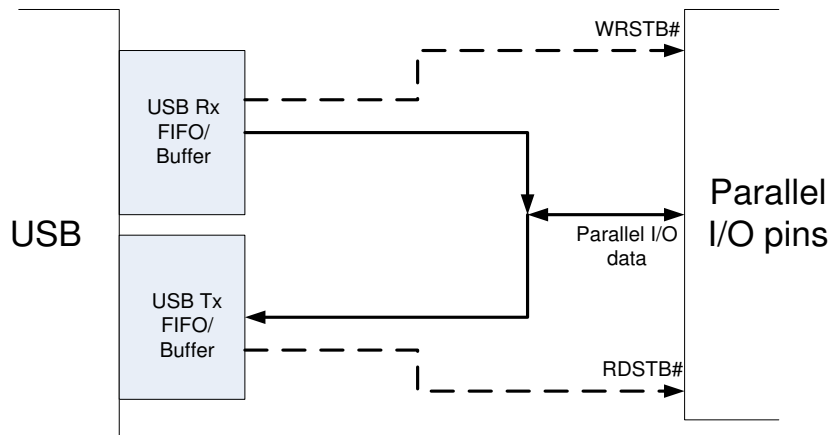 WRSTB#
USB Rx
FIFO/
Buffer
USB
Parallel
I/O pins
Parallel I/O
data
USB Tx
FIFO/
Buffer
RDSTB#